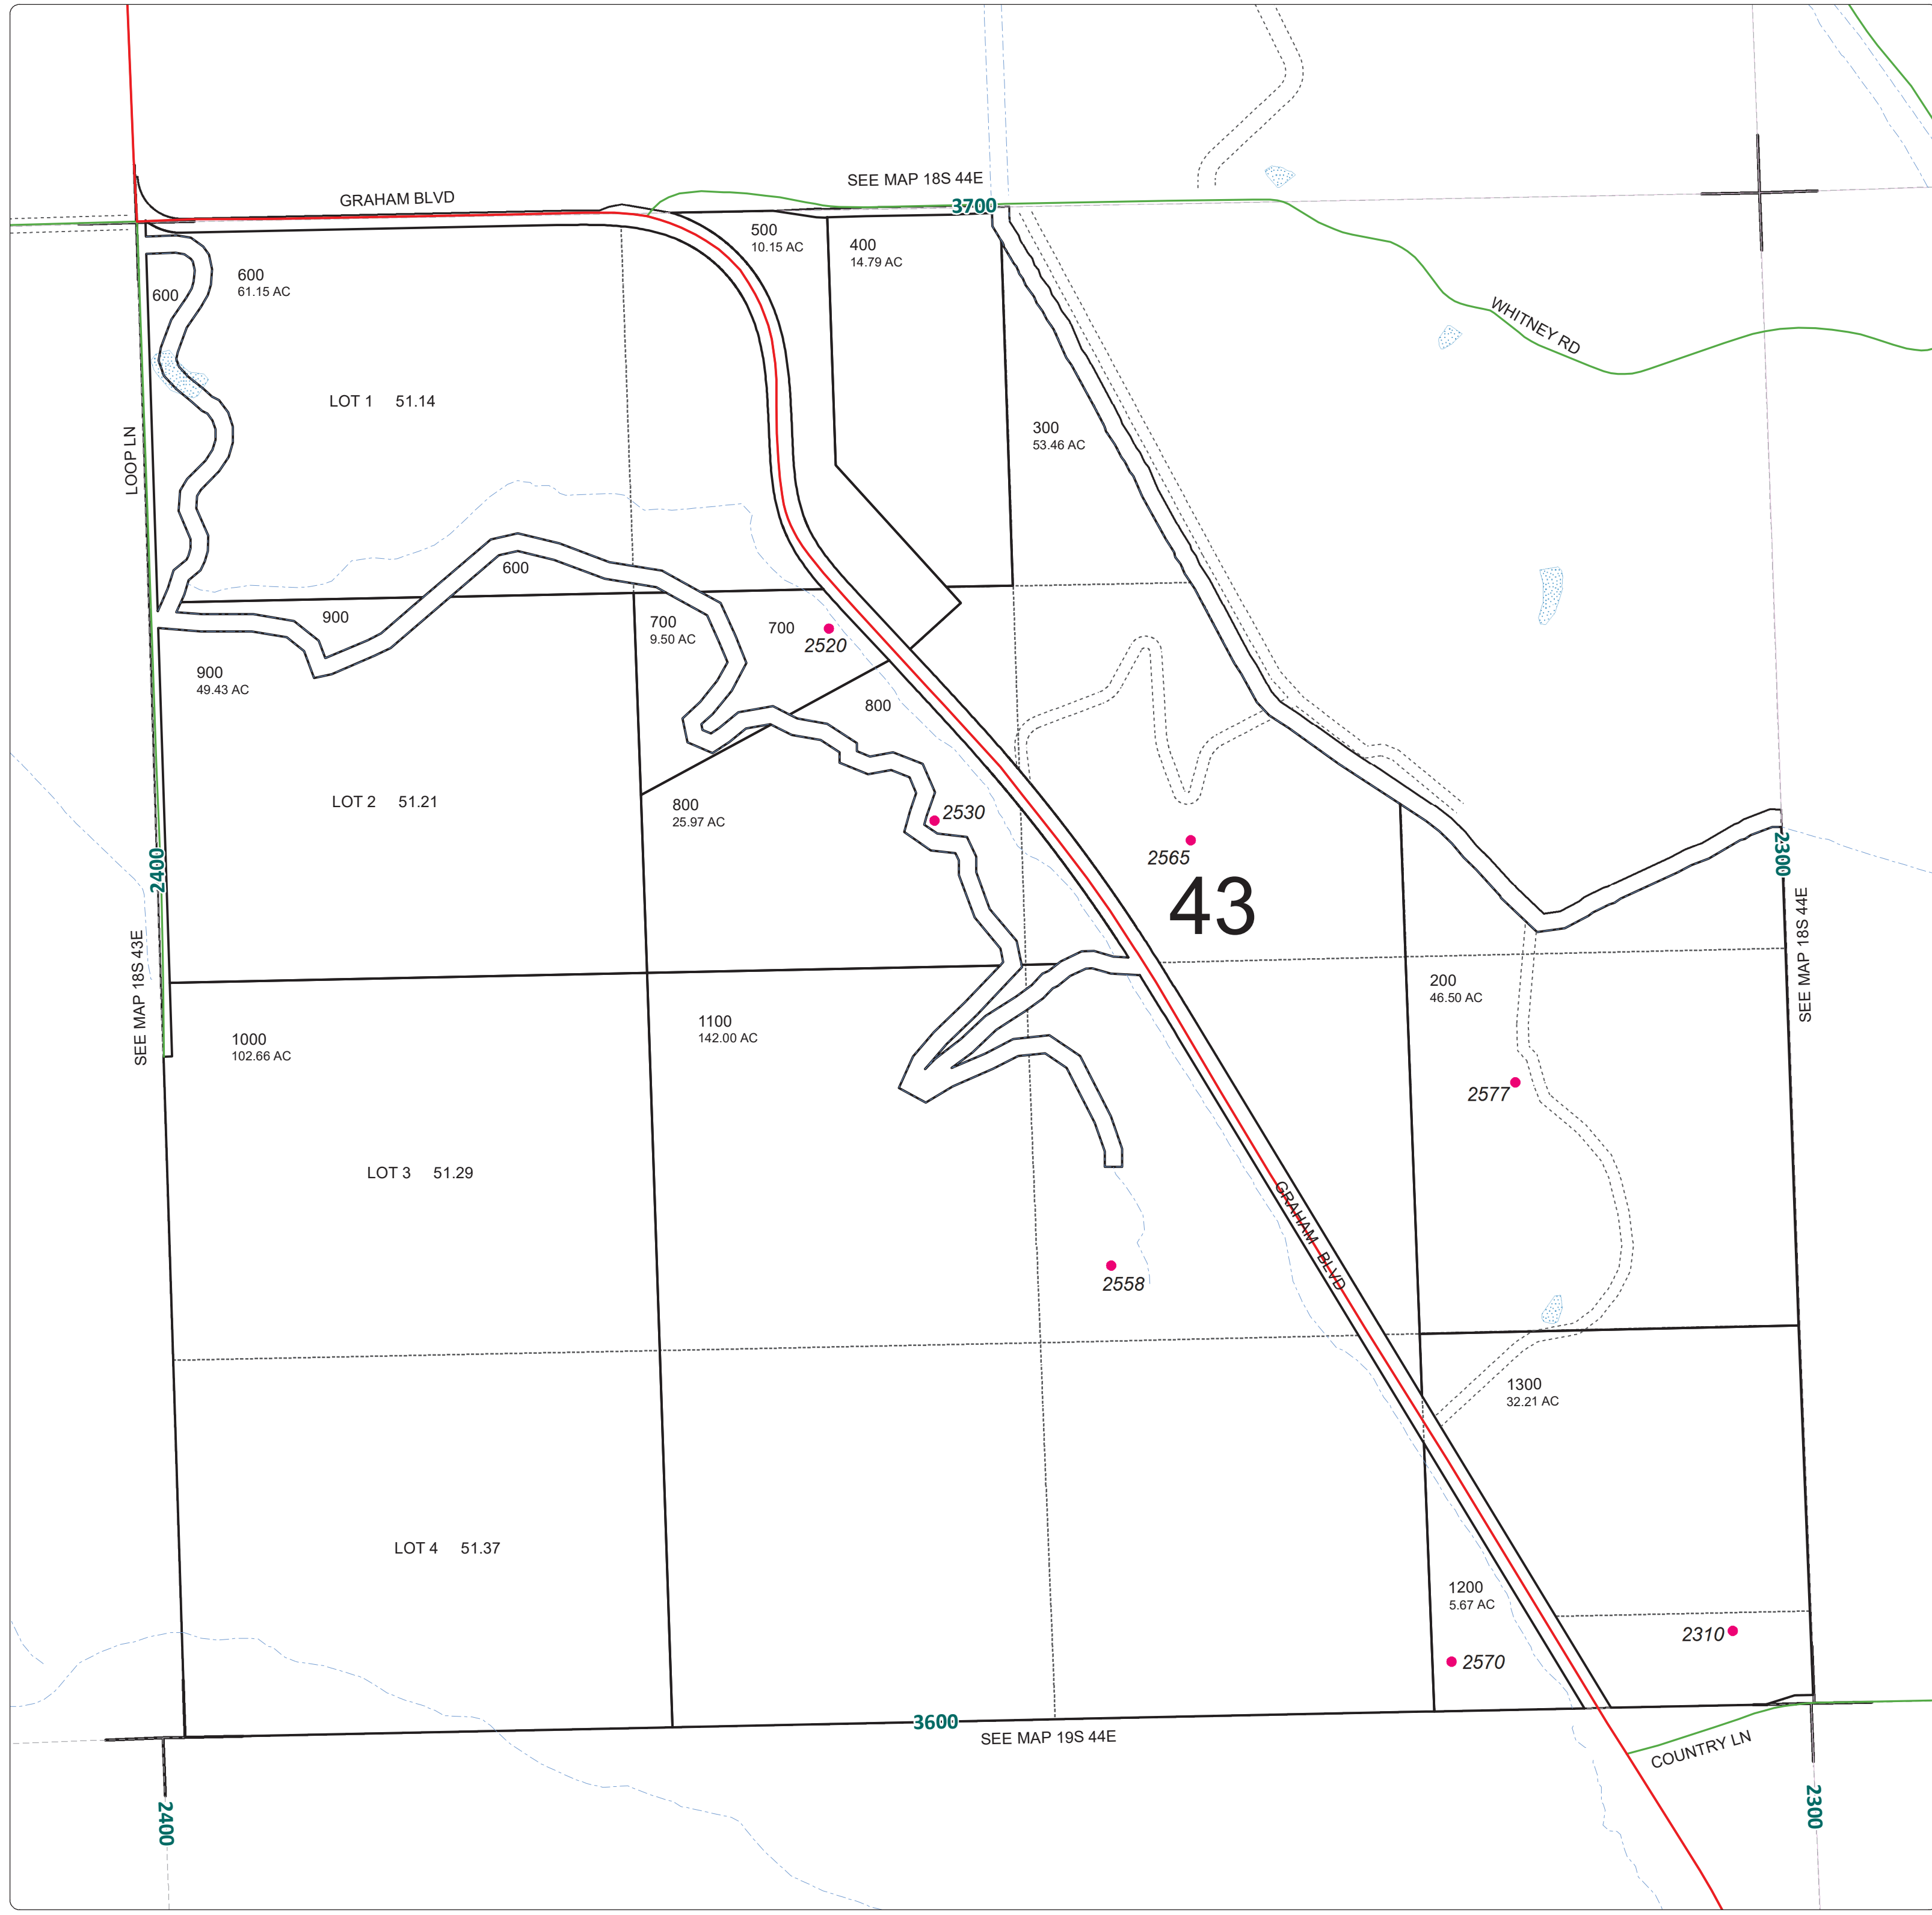 SEE MAP 18S 44E
GRAHAM BLVD
3700
500
10.15 AC
400
14.79 AC
600
61.15 AC
600
WHITNEY RD
LOT 1 51.14
300
53.46 AC
LOOP LN
600
900
700
9.50 AC
700
2520
900
49.43 AC
800
LOT 2 51.21
800
25.97 AC
2530
2565
2400
2300
43
SEE MAP 18S 43E
SEE MAP 18S 44E
200
46.50 AC
1000
102.66 AC
1100
142.00 AC
2577
LOT 3 51.29
GRAHAM BLVD
2558
1300
32.21 AC
LOT 4 51.37
1200
5.67 AC
2310
2570
3600
SEE MAP 19S 44E
COUNTRY LN
2400
2300